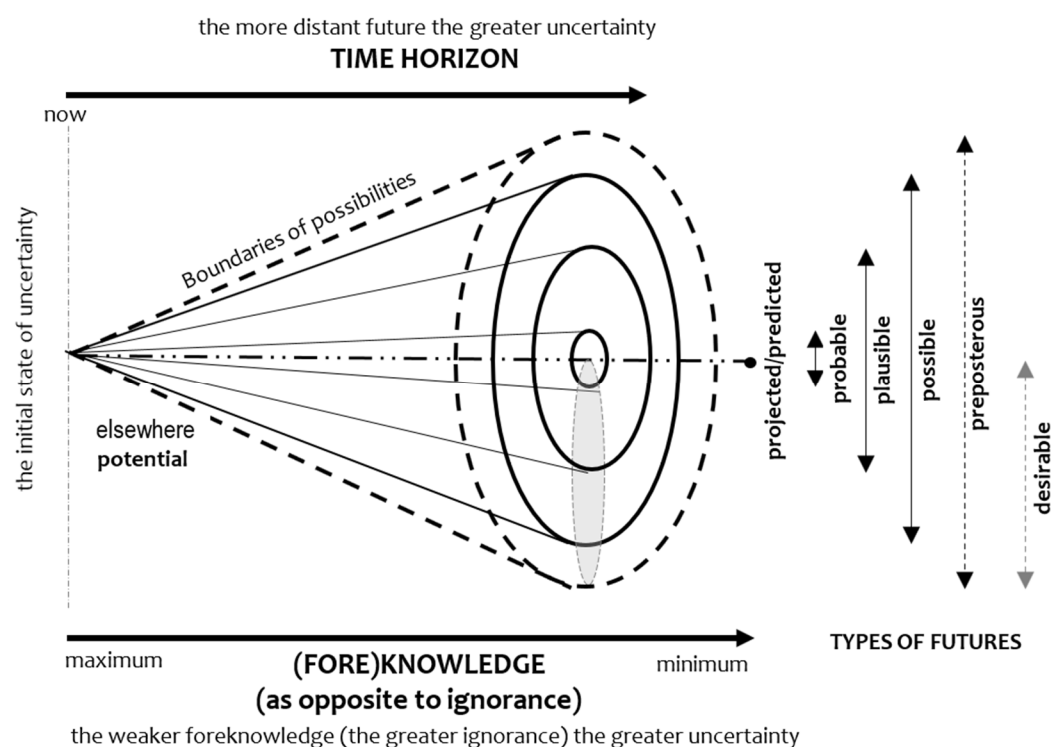 the more distant future the greater uncertainty
TIME HORIZON
now
Boundaries of possibilities
the initial state of uncertainty
elsewhere
potential
projected/predicted
probable
plausible
possible
preposterous
desirable
TYPES OF FUTURES
maximum
(FORE)KNOWLEDGE
minimum
(as opposite to ignorance)
the weaker foreknowledge (the greater ignorance) the greater uncertainty